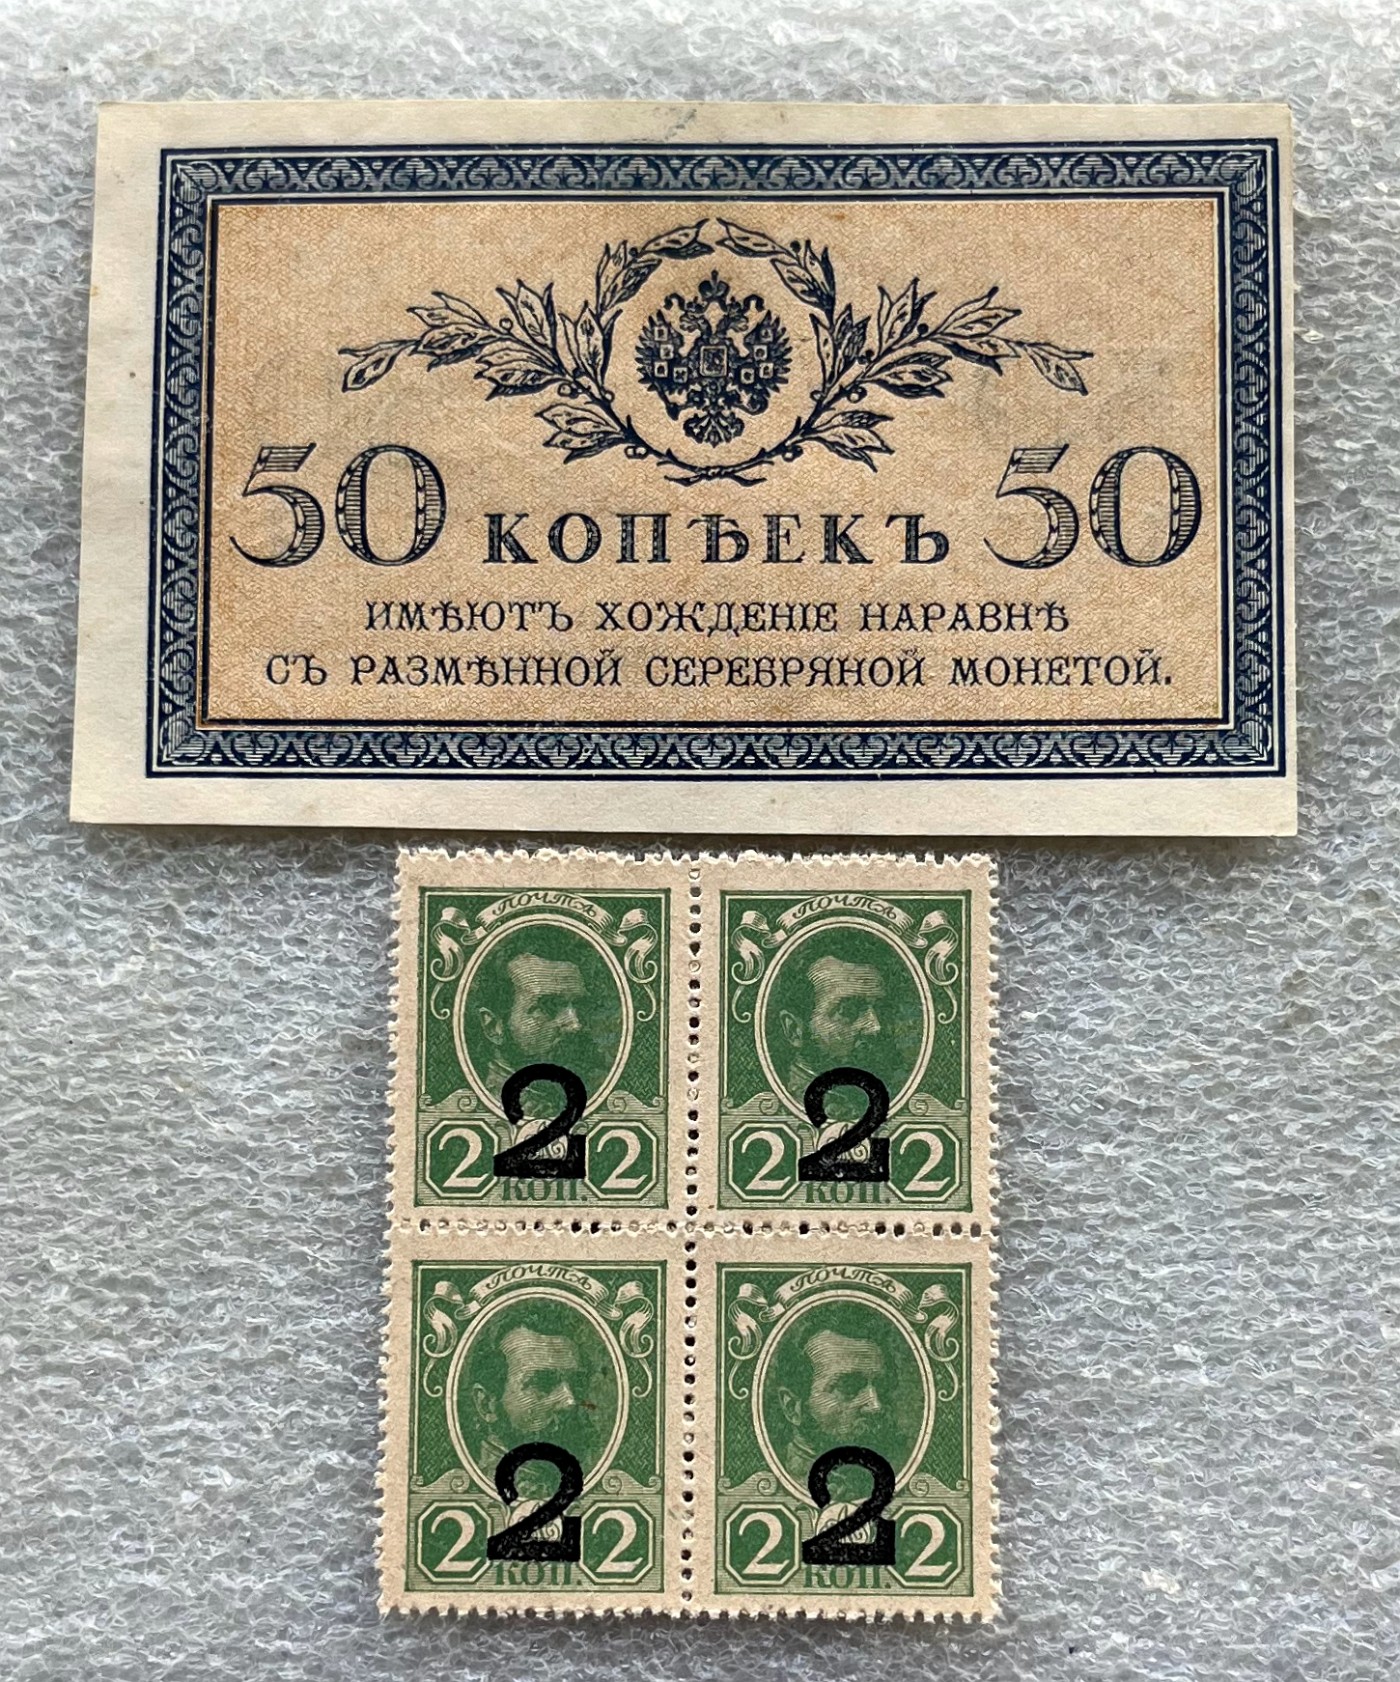 50 КОПѢЕКЪ 50
ИМѢЮТЪ ХОЖДЕНІЕ НАРАВНѢ
СЪ РАЗМѢННОЙ СЕРЕБРЯНОЙ МОНЕТОЙ.
ПОЧТА
2
2 2
КОП.
ПОЧТА
2
2 2
КОП.
ПОЧТА
2
2 2
КОП.
ПОЧТА
2
2 2
КОП.